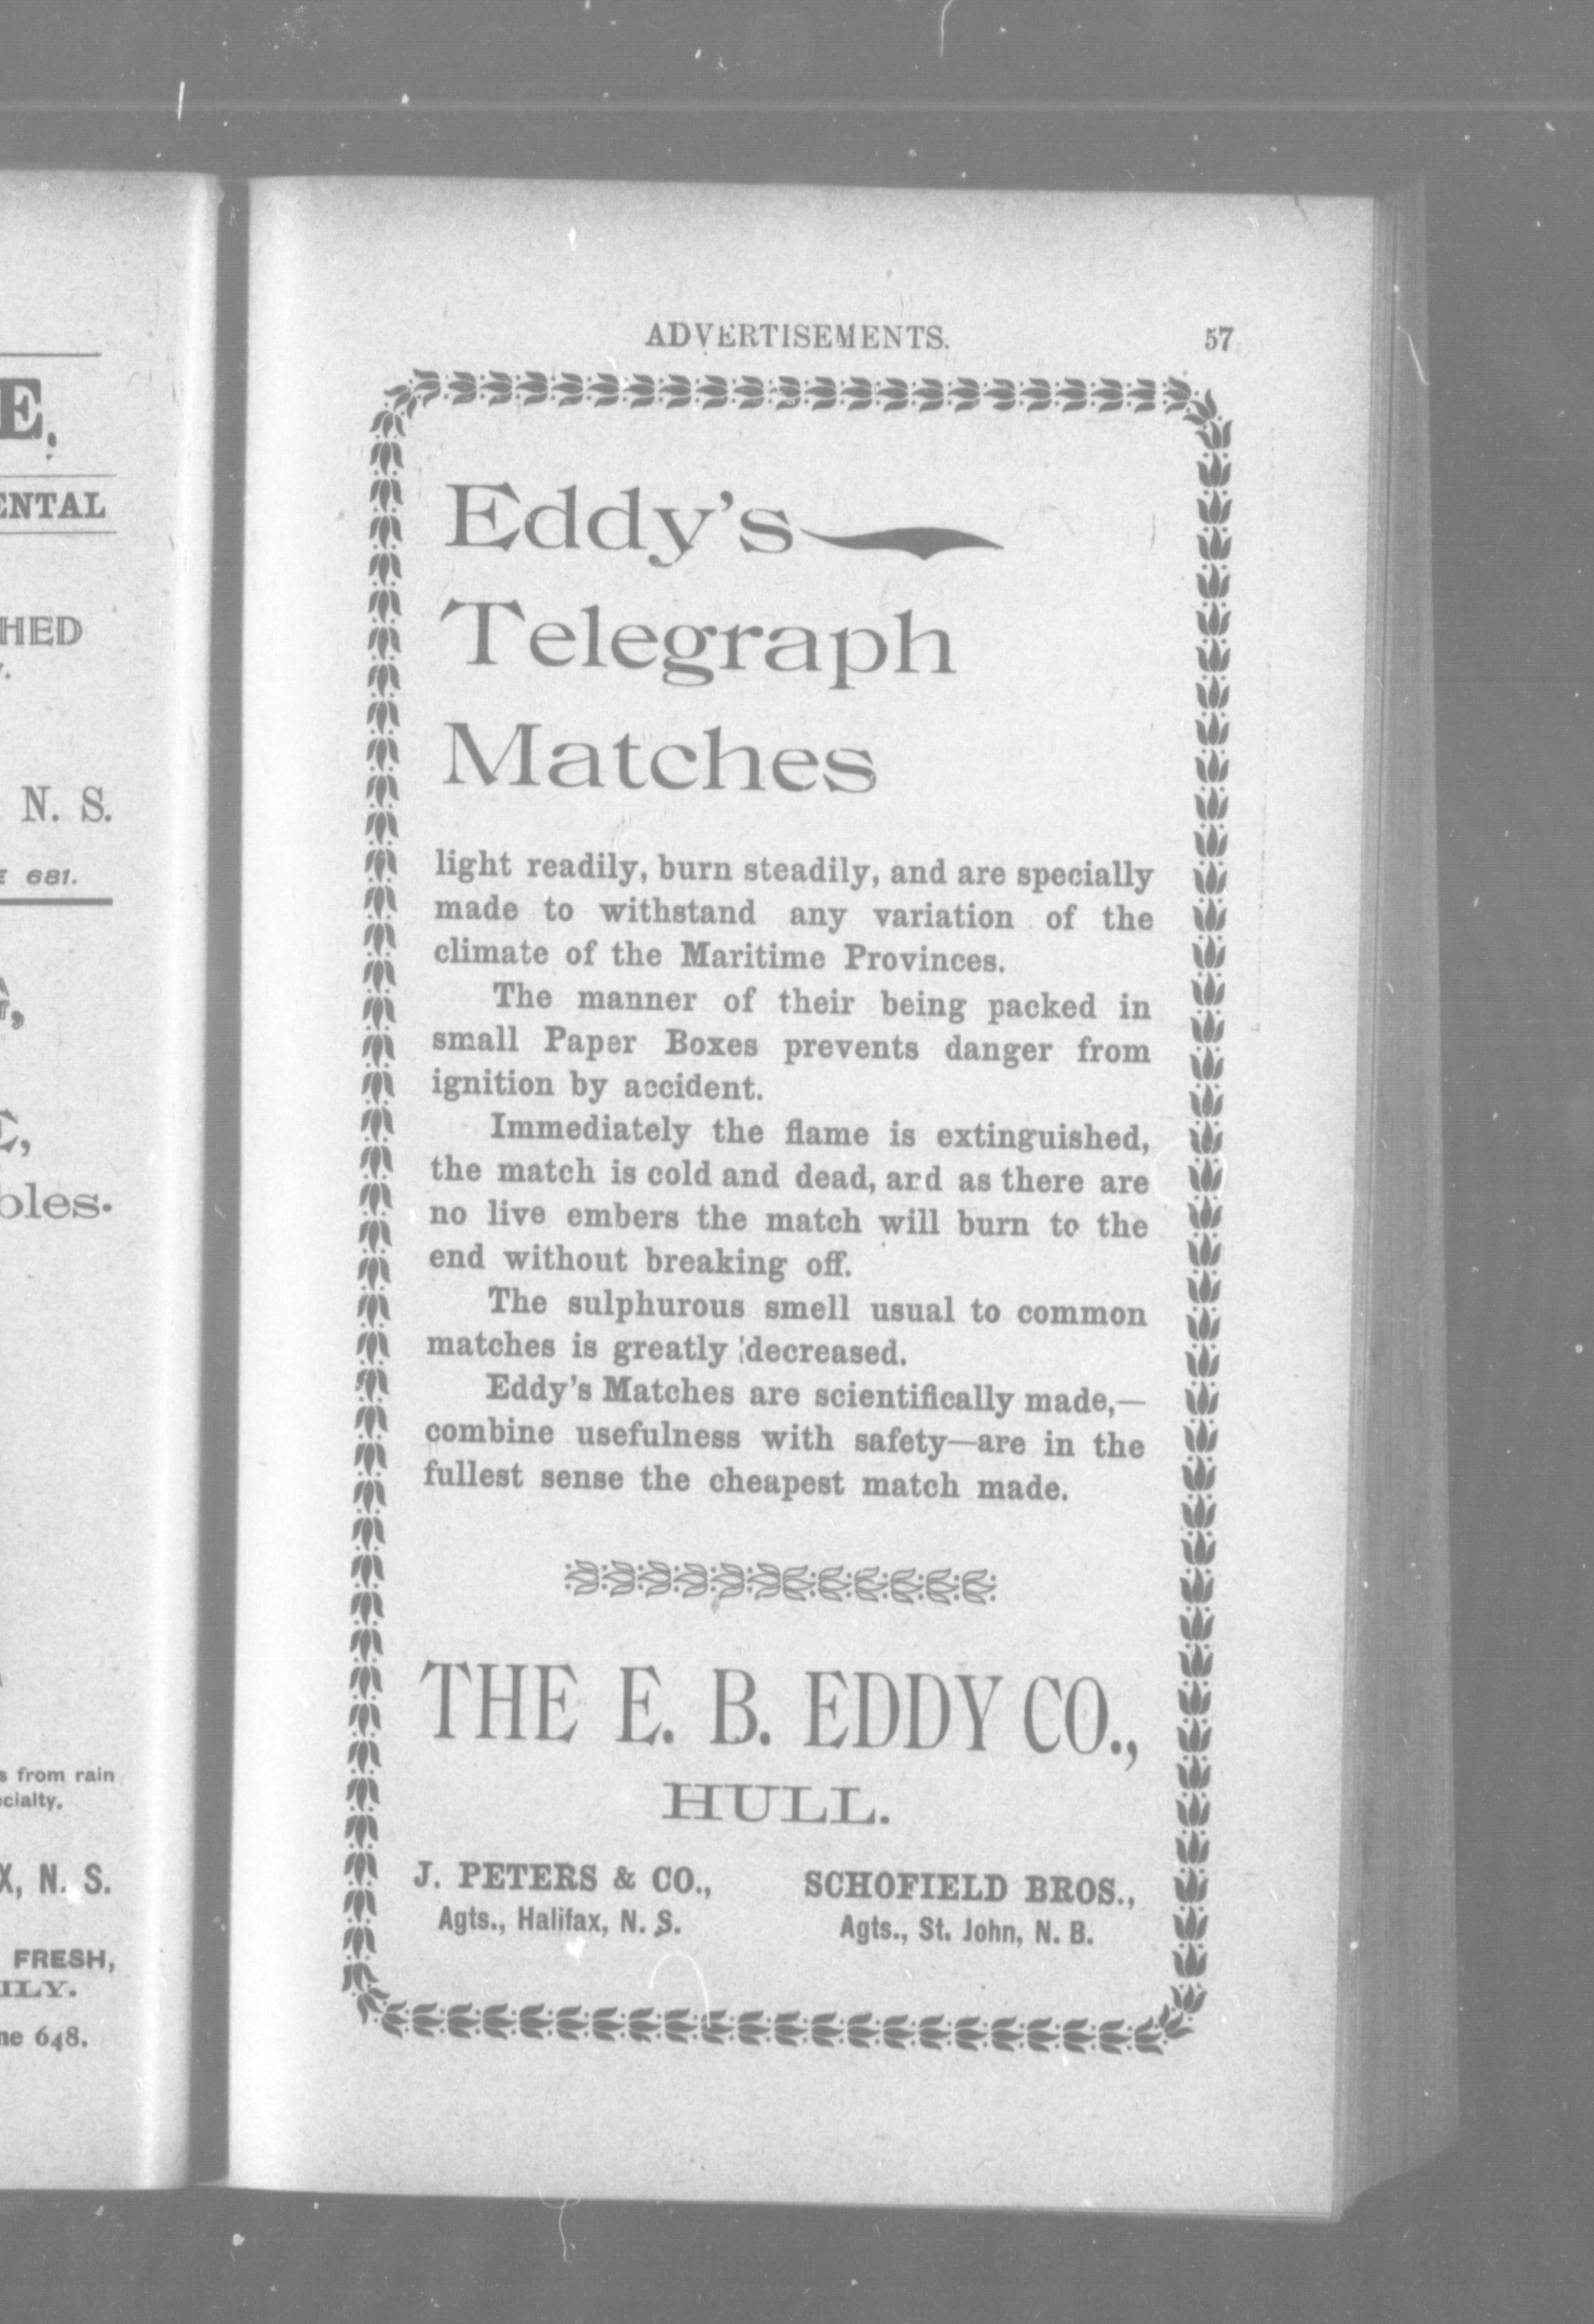 E.
ENTAL
HED
N. S.
681.
E,
bles.
s from rain
cialty.
X, N. S.
FRESH,
ILY.
ne 648.
ADVERTISEMENTS. 57
Eddy's
Telegraph
Matches
light readily, burn steadily, and are specially
made to withstand any variation of the
climate of the Maritime Provinces.
The manner of their being packed in
small Paper Boxes prevents danger from
ignition by accident.
Immediately the flame is extinguished,
the match is cold and dead, ard as there are
no live embers the match will burn to the
end without breaking off.
The sulphurous smell usual to common
matches is greatly decreased.
Eddy's Matches are scientifically made,—
combine usefulness with safety—are in the
fullest sense the cheapest match made.
THE E. B. EDDY CO.,
HULL.
J. PETERS & CO., SCHOFIELD BROS.,
Agts., Halifax, N. S. Agts., St. John, N. B.